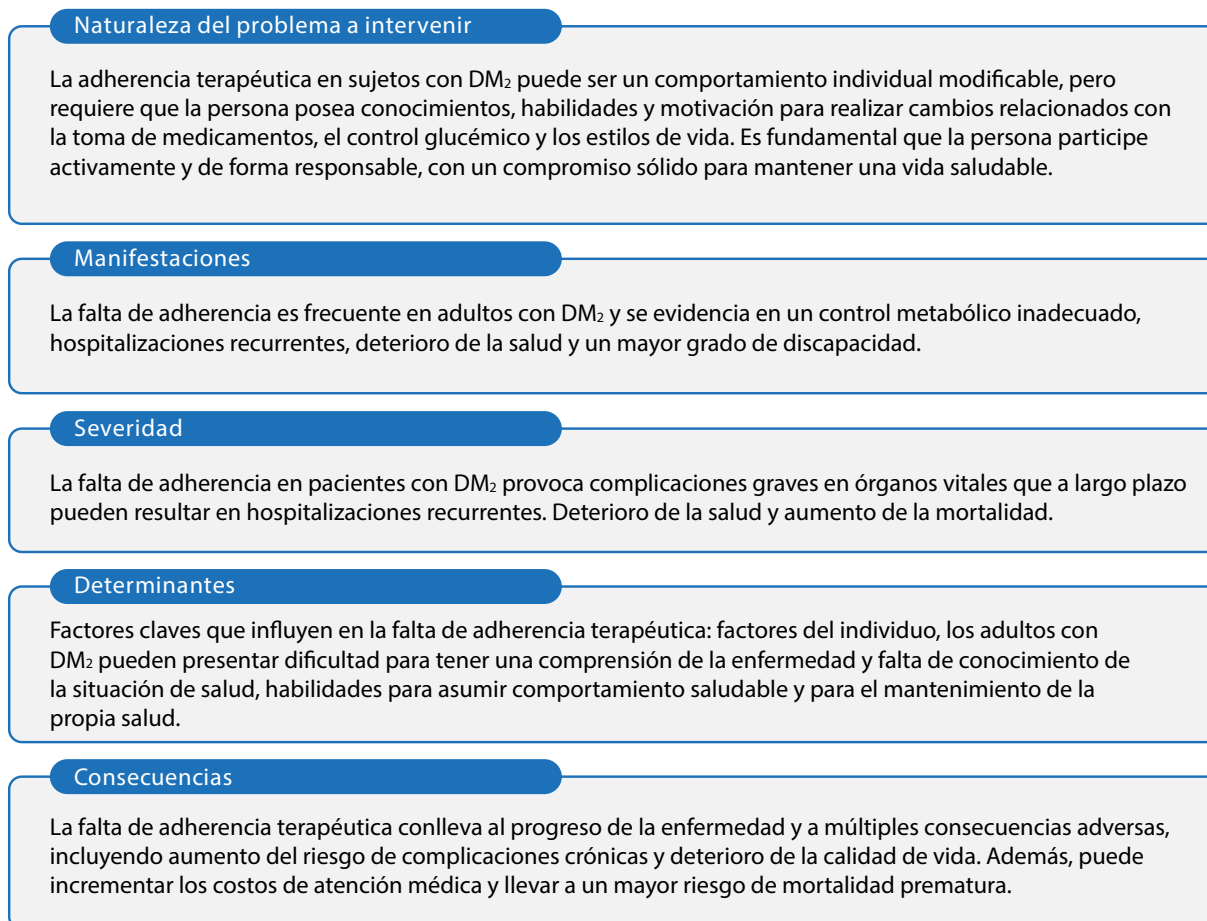 Naturaleza del problema a intervenir
La adherencia terapéutica en sujetos con DM₂ puede ser un comportamiento individual modificable, pero
requiere que la persona posea conocimientos, habilidades y motivación para realizar cambios relacionados con
la toma de medicamentos, el control glucémico y los estilos de vida. Es fundamental que la persona participe
activamente y de forma responsable, con un compromiso sólido para mantener una vida saludable.
Manifestaciones
La falta de adherencia es frecuente en adultos con DM₂ y se evidencia en un control metabólico inadecuado,
hospitalizaciones recurrentes, deterioro de la salud y un mayor grado de discapacidad.
Severidad
La falta de adherencia en pacientes con DM₂ provoca complicaciones graves en órganos vitales que a largo plazo
pueden resultar en hospitalizaciones recurrentes. Deterioro de la salud y aumento de la mortalidad.
Determinantes
Factores claves que influyen en la falta de adherencia terapéutica: factores del individuo, los adultos con
DM₂ pueden presentar dificultad para tener una comprensión de la enfermedad y falta de conocimiento de
la situación de salud, habilidades para asumir comportamiento saludable y para el mantenimiento de la
propia salud.
Consecuencias
La falta de adherencia terapéutica conlleva al progreso de la enfermedad y a múltiples consecuencias adversas,
incluyendo aumento del riesgo de complicaciones crónicas y deterioro de la calidad de vida. Además, puede
incrementar los costos de atención médica y llevar a un mayor riesgo de mortalidad prematura.